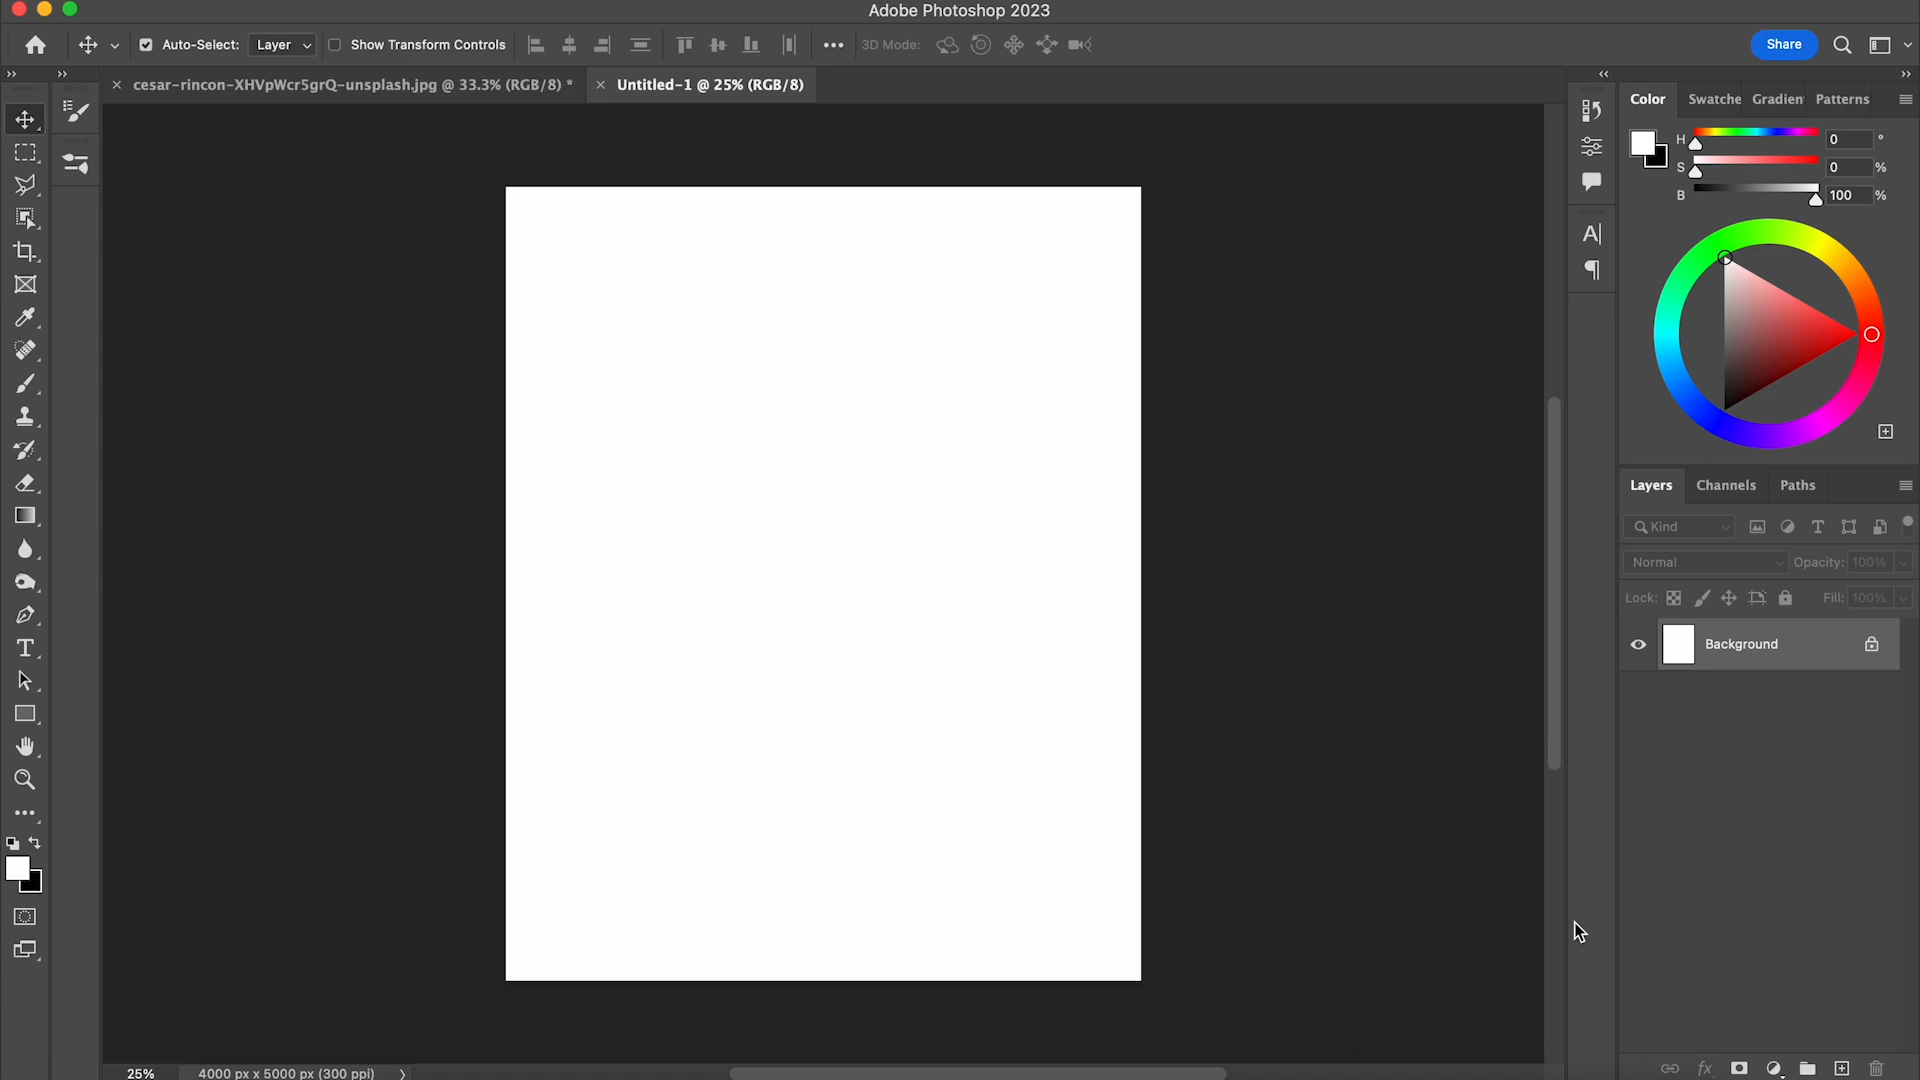 Adobe Photoshop 2023
Auto-Select: Layer Show Transform Controls 3D Mode: Share
cesar-rincon-XHVpWcr5grQ-unsplash.jpg @ 33.3% (RGB/8) * Untitled-1 @ 25% (RGB/8)
Color Swatche Gradien Patterns
H 0 °
S 0 %
B 100 %
Layers Channels Paths
Kind
Normal Opacity: 100%
Lock: Fill: 100%
Background
25% 4000 px x 5000 px (300 ppi)